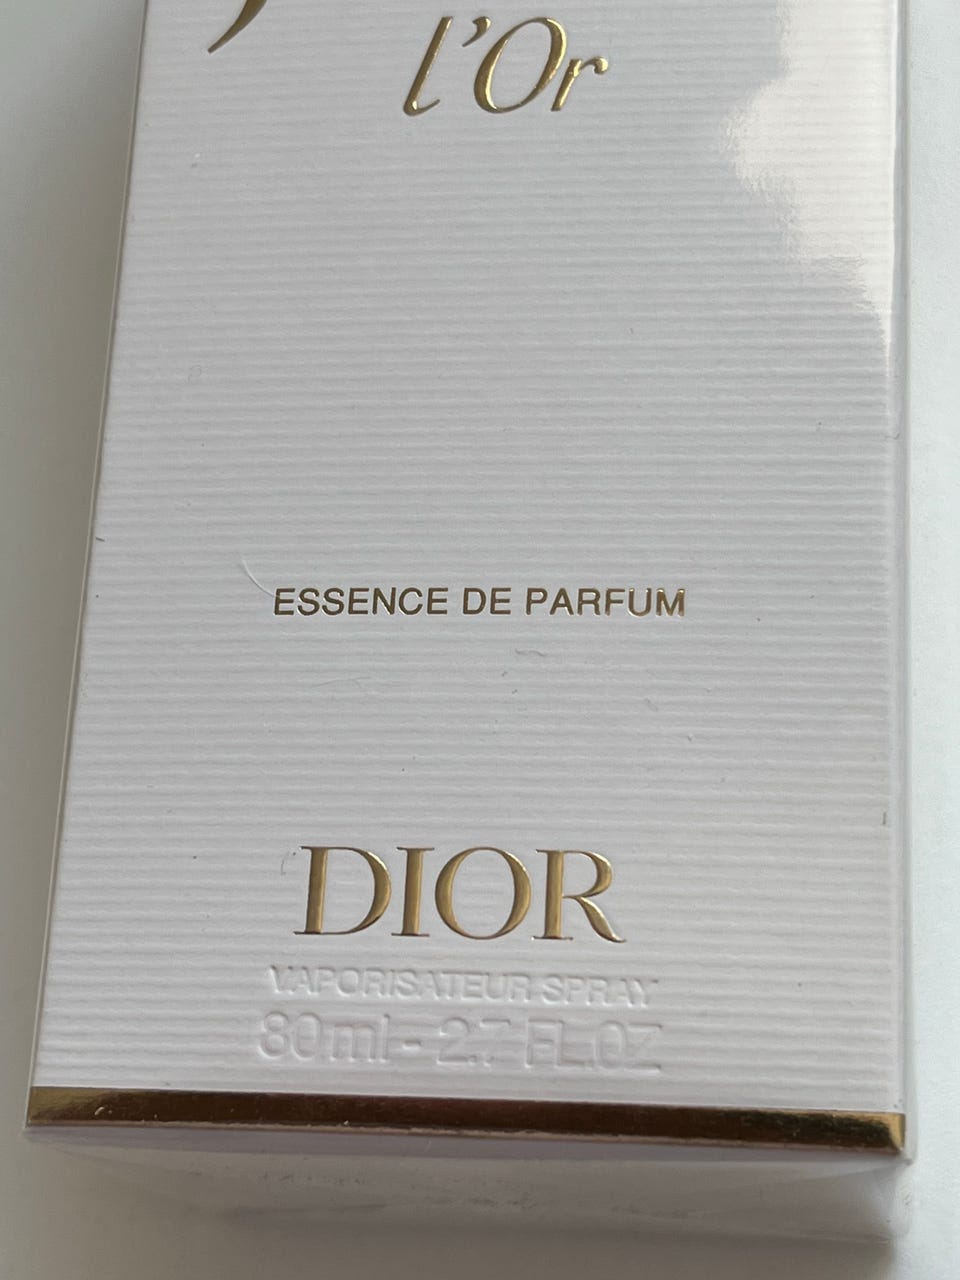 l'Or
ESSENCE DE PARFUM
DIOR
VAPORISATEUR SPRAY
80ml - 2.7 FL.OZ